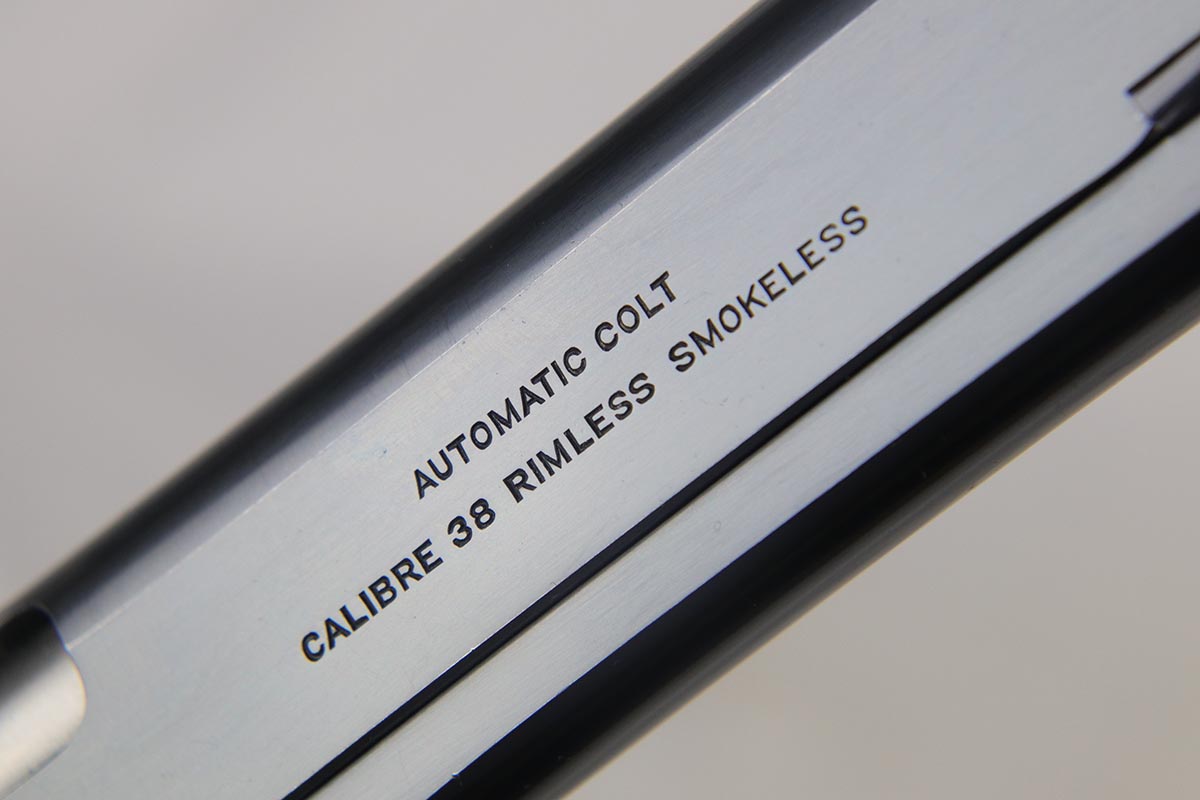 AUTOMATIC COLT
CALIBRE 38 RIMLESS SMOKELESS